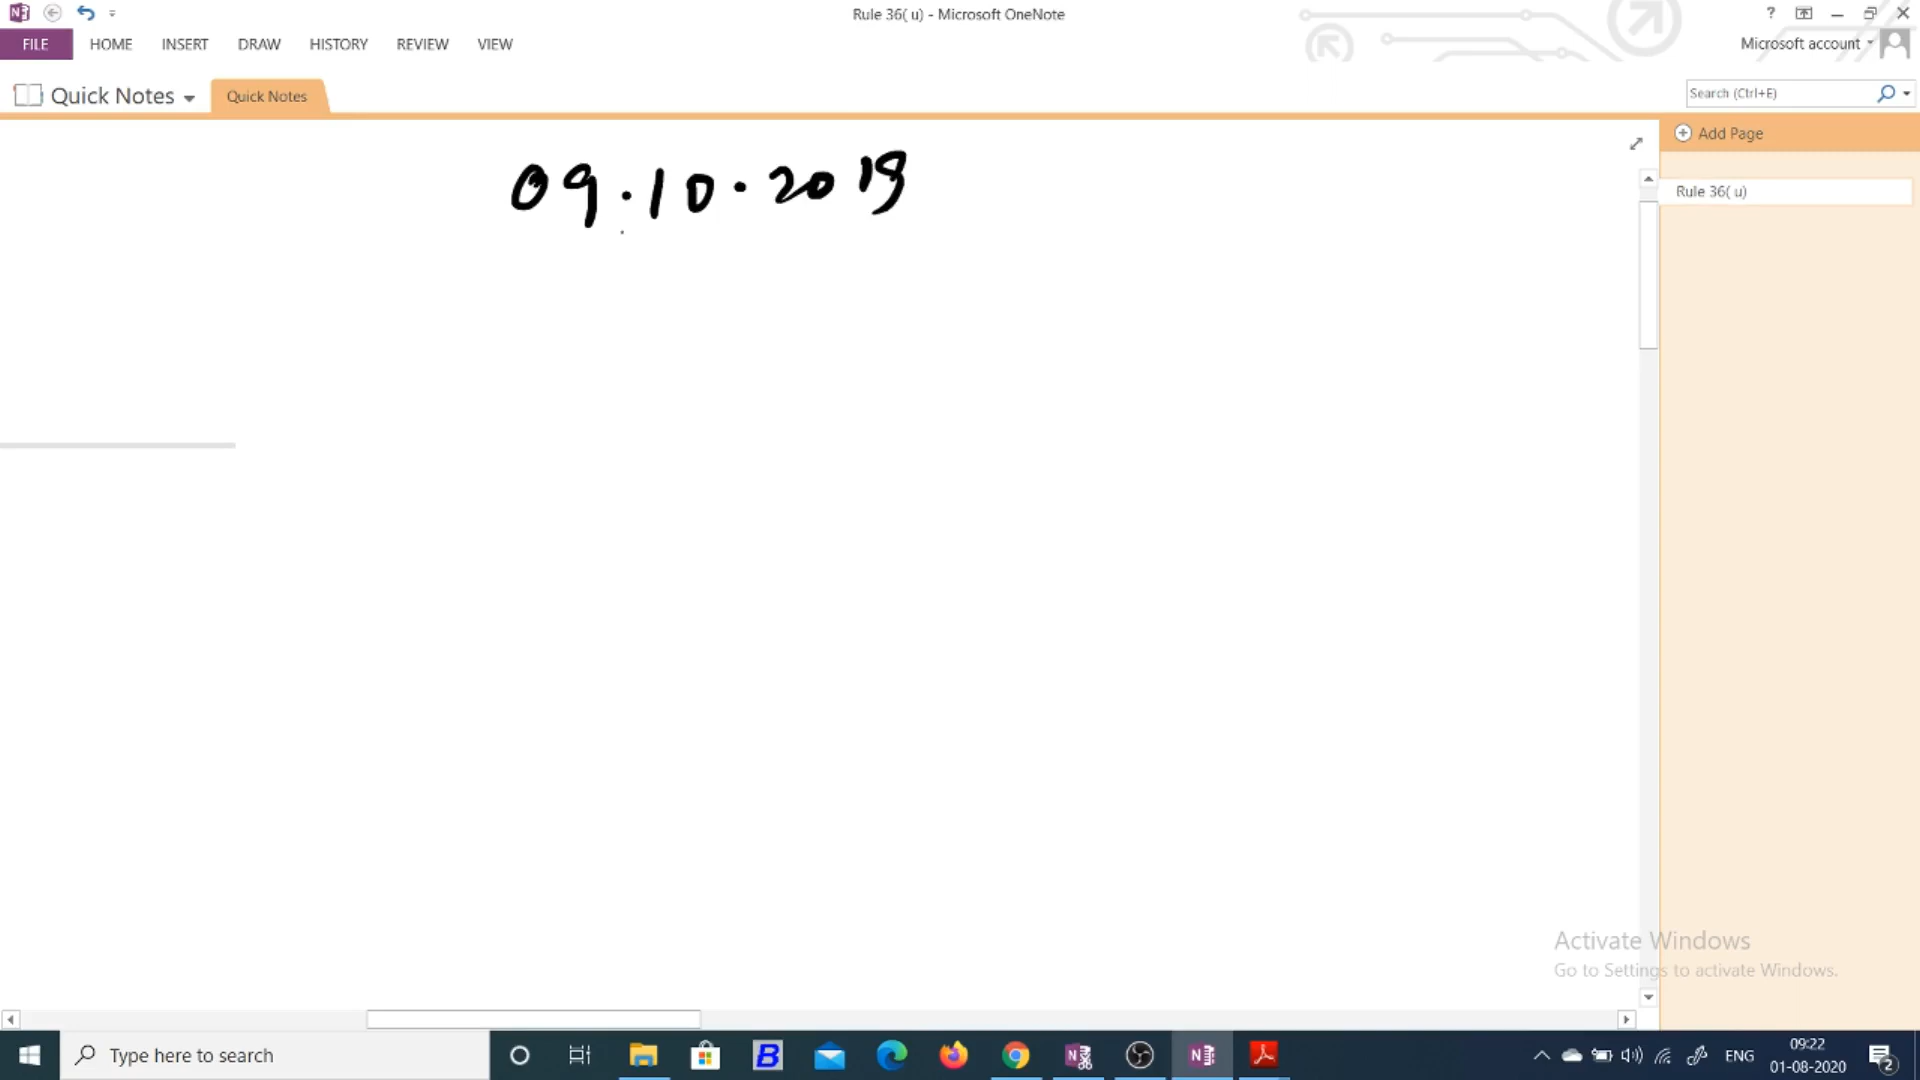 Rule 36( u) - Microsoft OneNote
?
FILE HOME INSERT DRAW HISTORY REVIEW VIEW
Microsoft account
Quick Notes
Quick Notes
Search (Ctrl+E)
Add Page
Rule 36( u)
09.10.2019
Activate Windows
Go to Settings to activate Windows.
Type here to search
ENG
09:22
01-08-2020
2